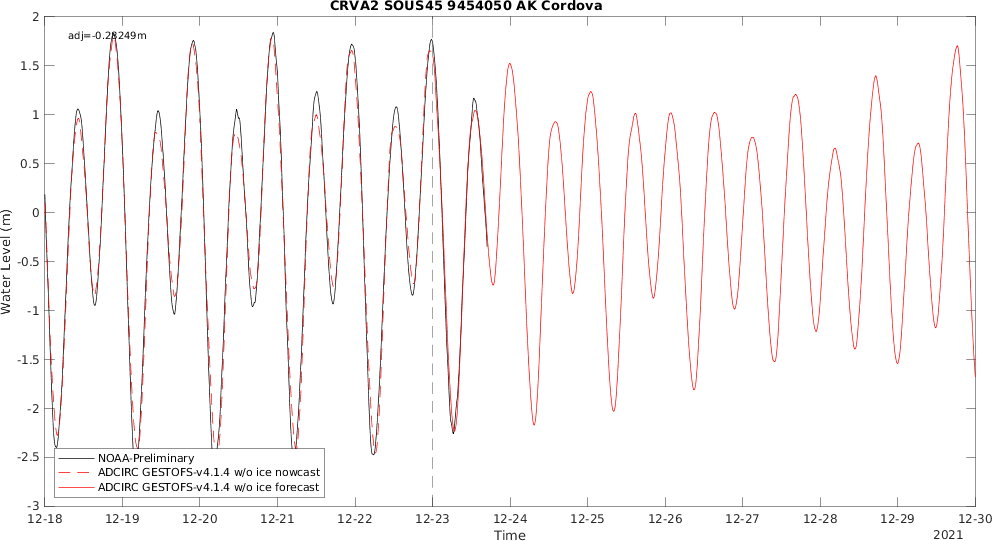 CRVA2 SOUS45 9454050 AK Cordova
adj=-0.28249m
2
1.5
1
0.5
0
-0.5
-1
-1.5
-2
-2.5
-3
Water Level (m)
NOAA-Preliminary
ADCIRC GESTOFS-v4.1.4 w/o ice nowcast
ADCIRC GESTOFS-v4.1.4 w/o ice forecast
12-18 12-19 12-20 12-21 12-22 12-23 12-24 12-25 12-26 12-27 12-28 12-29 12-30
Time
2021